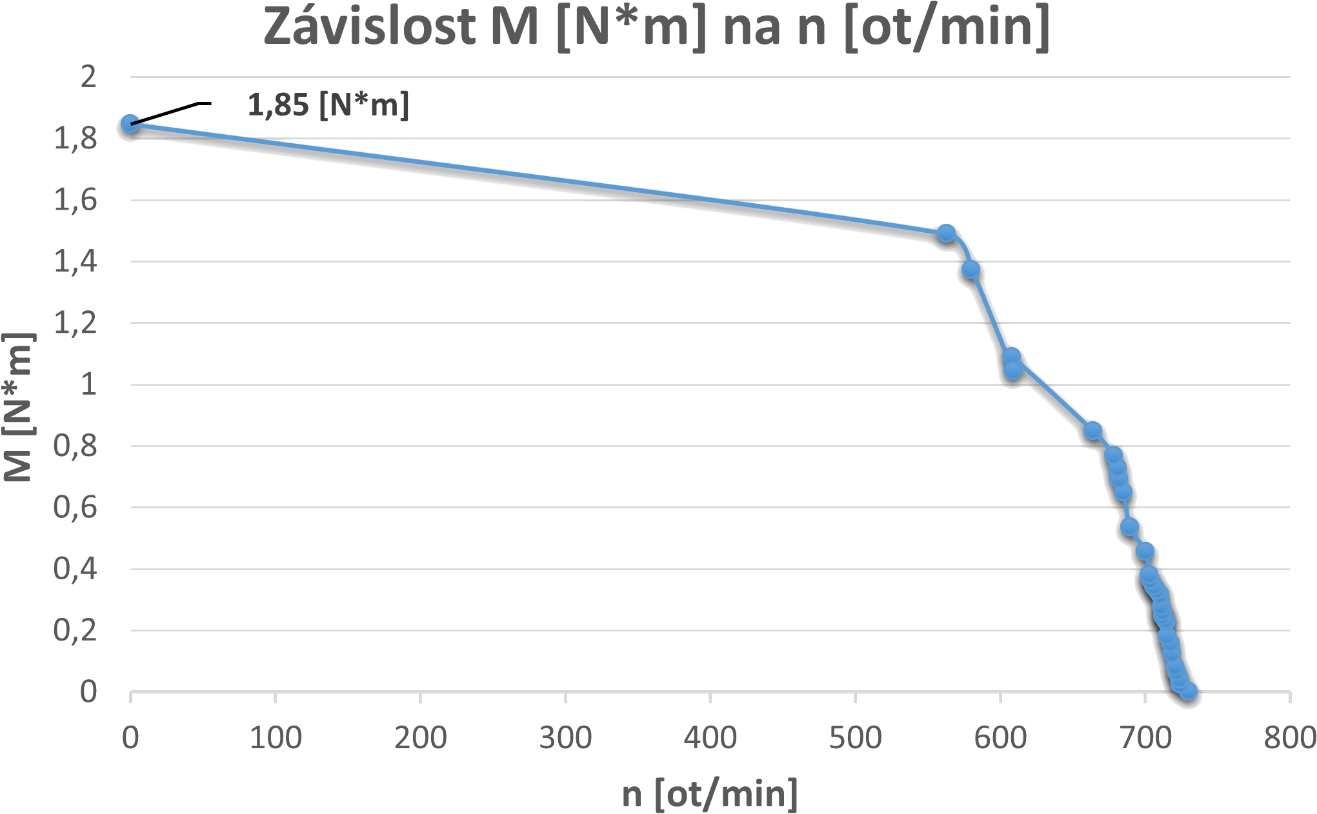 Závislost M [N*m] na n [ot/min]
2
1,85 [N*m]
1,8
1,6
1,4
1,2
1
0,8
0,6
0,4
0,2
0
M [N*m]
0 100 200 300 400 500 600 700 800
n [ot/min]